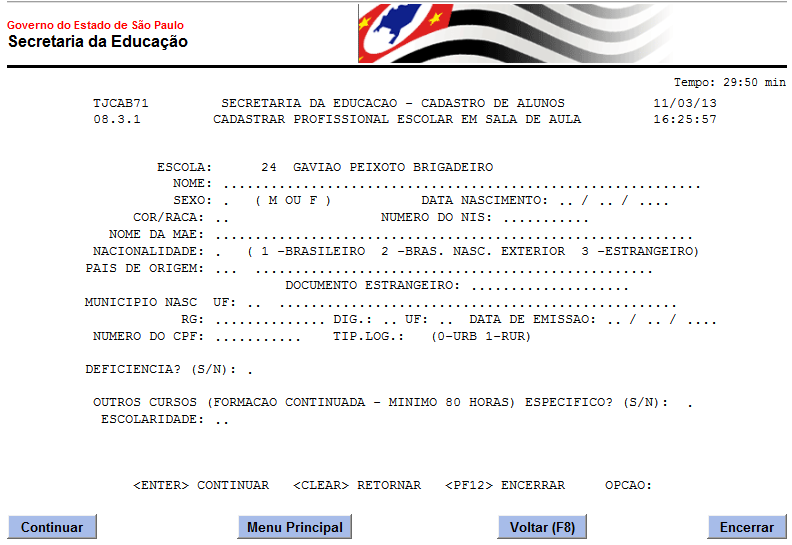 Governo do Estado de São Paulo
Secretaria da Educação
Tempo: 29:50 min
TJCAB71 SECRETARIA DA EDUCACAO - CADASTRO DE ALUNOS 11/03/13
08.3.1 CADASTRAR PROFISSIONAL ESCOLAR EM SALA DE AULA 16:25:57
ESCOLA: 24 GAVIAO PEIXOTO BRIGADEIRO
NOME: ............................................................
SEXO: . ( M OU F ) DATA NASCIMENTO: .. / .. / ....
COR/RACA: .. NUMERO DO NIS: ...........
NOME DA MAE: ............................................................
NACIONALIDADE: . ( 1 -BRASILEIRO 2 -BRAS. NASC. EXTERIOR 3 -ESTRANGEIRO)
PAIS DE ORIGEM: ... ..................................................
DOCUMENTO ESTRANGEIRO: ....................
MUNICIPIO NASC UF: .. ..................................................
RG: .............. DIG.: .. UF: .. DATA DE EMISSAO: .. / .. / ....
NUMERO DO CPF: ........... TIP.LOG.: (0-URB 1-RUR)
DEFICIENCIA? (S/N): .
OUTROS CURSOS (FORMACAO CONTINUADA - MINIMO 80 HORAS) ESPECIFICO? (S/N): .
ESCOLARIDADE: ..
<ENTER> CONTINUAR <CLEAR> RETORNAR <PF12> ENCERRAR OPCAO:
Continuar Menu Principal Voltar (F8) Encerrar